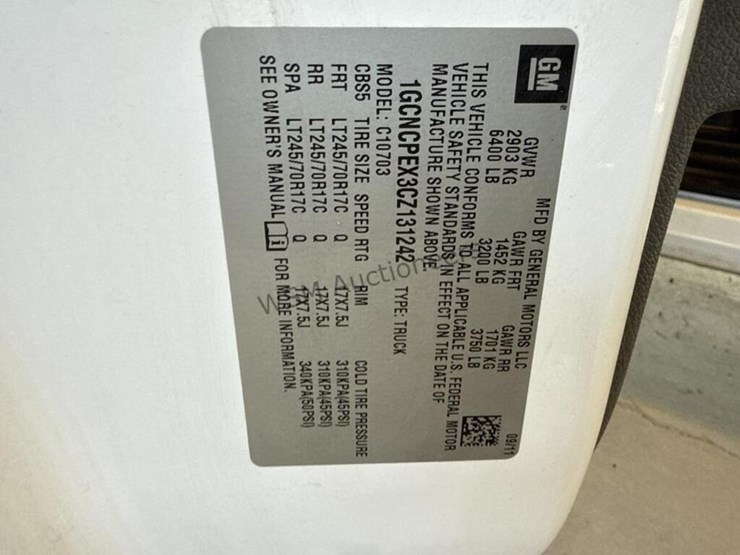 GM
MFD BY GENERAL MOTORS LLC 09/11
GVWR GAWR FRT GAWR RR
2903 KG 1452 KG 1701 KG
6400 LB 3200 LB 3750 LB
THIS VEHICLE CONFORMS TO ALL APPLICABLE U.S. FEDERAL MOTOR
VEHICLE SAFETY STANDARDS IN EFFECT ON THE DATE OF
MANUFACTURE SHOWN ABOVE
1GCNCPEX3CZ131242 TYPE: TRUCK
MODEL: C10703
CBS5 TIRE SIZE SPEED RTG RIM COLD TIRE PRESSURE
FRT LT245/70R17C Q 17X7.5J 310KPA(45PSI)
RR LT245/70R17C Q 17X7.5J 310KPA(45PSI)
SPA LT245/70R17C Q 17X7.5J 340KPA(50PSI)
SEE OWNER'S MANUAL FOR MORE INFORMATION.
Auction